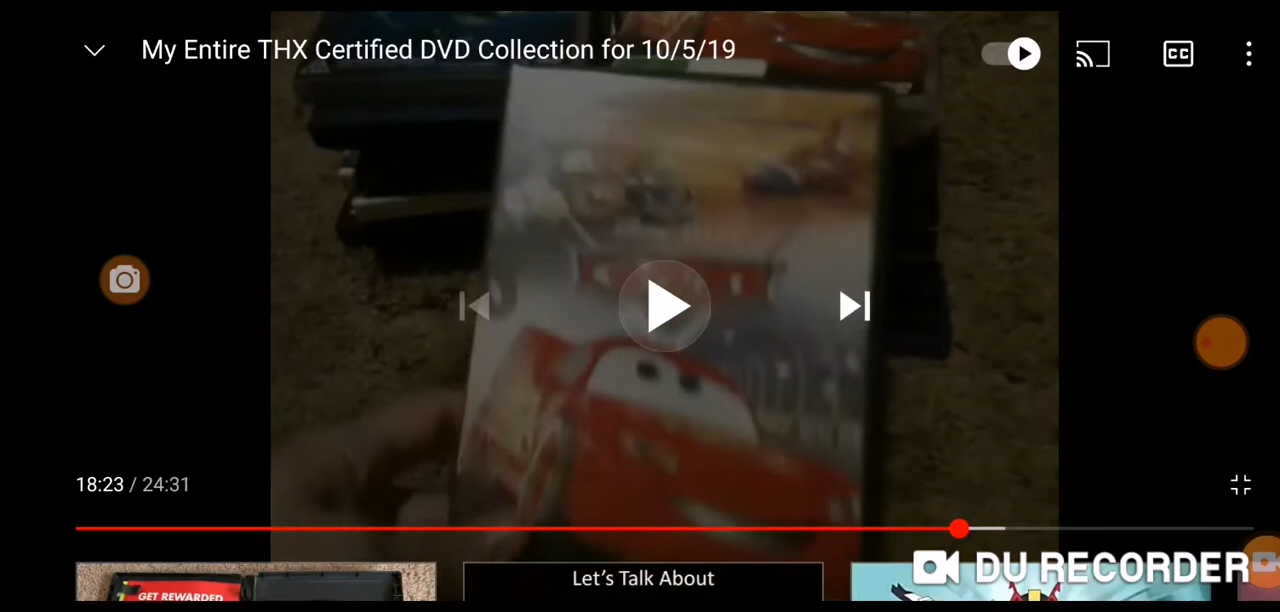 My Entire THX Certified DVD Collection for 10/5/19
CC
18:23 / 24:31
DU RECORDER
GET REWARDED
Let's Talk About